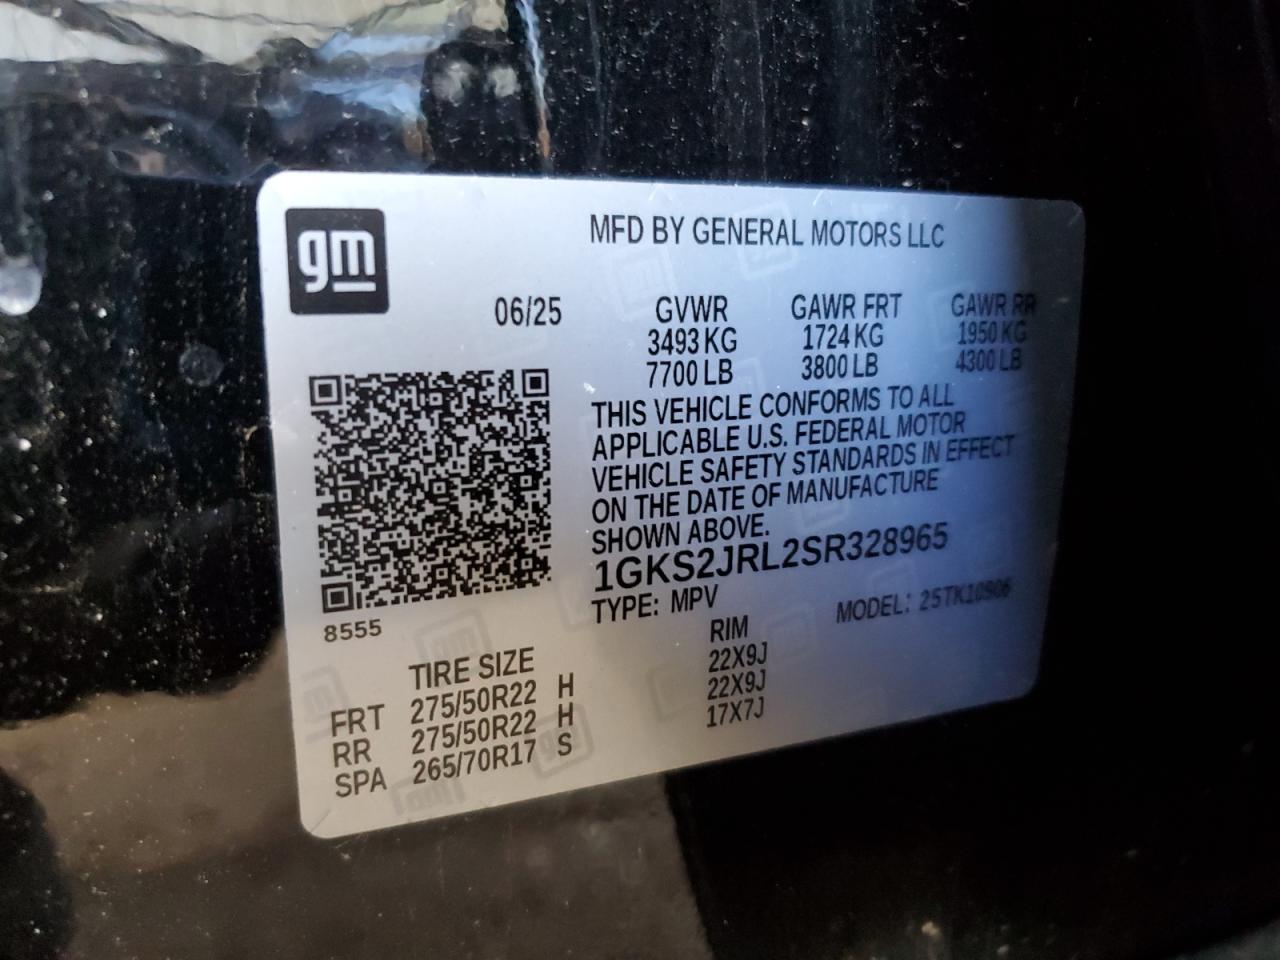 gm
MFD BY GENERAL MOTORS LLC
06/25
GVWR GAWR FRT GAWR RR
3493 KG 1724 KG 1950 KG
7700 LB 3800 LB 4300 LB
THIS VEHICLE CONFORMS TO ALL
APPLICABLE U.S. FEDERAL MOTOR
VEHICLE SAFETY STANDARDS IN EFFECT
ON THE DATE OF MANUFACTURE
SHOWN ABOVE.
1GKS2JRL2SR328965
TYPE: MPV MODEL: 25TK10906
8555
TIRE SIZE RIM
FRT 275/50R22 H 22X9J
RR 275/50R22 H 22X9J
SPA 265/70R17 S 17X7J